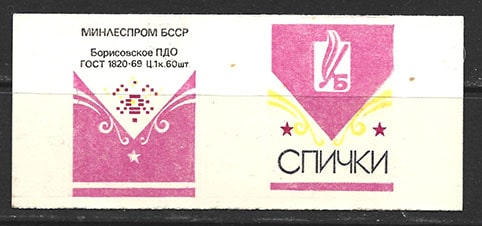 МИНЛЕСПРОМ БССР
Борисовское ПДО
ГОСТ 1820-69 Ц.1к.60шт
Б
СПИЧКИ